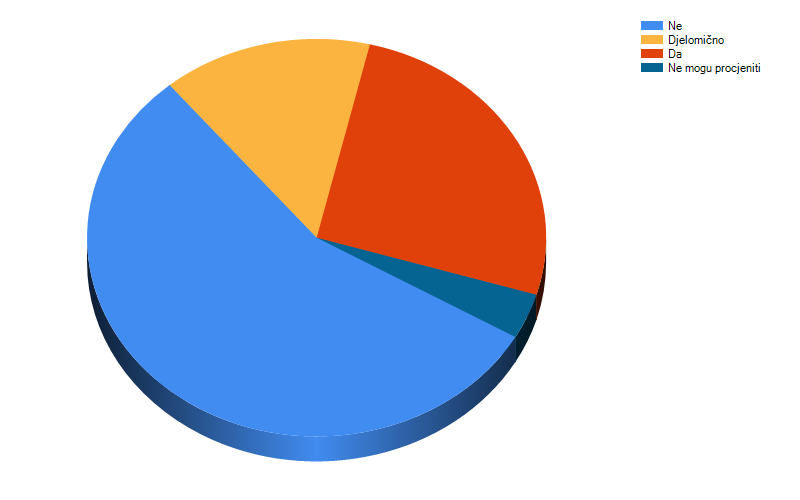 Ne
Djelomično
Da
Ne mogu procjeniti